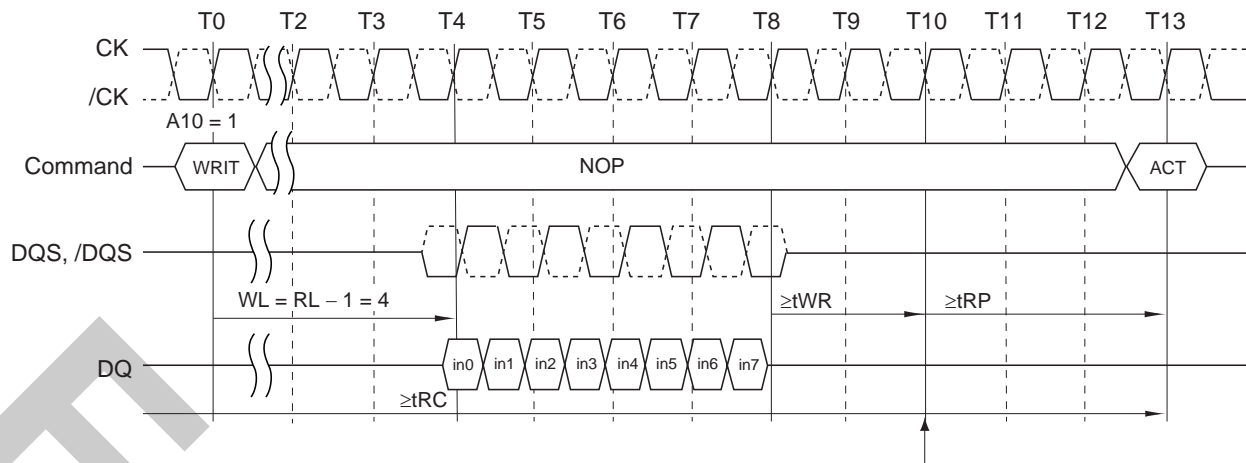 T0 T2 T3 T4 T5 T6 T7 T8 T9 T10 T11 T12 T13
CK
/CK
A10 = 1
Command WRIT NOP ACT
DQS, /DQS
WL = RL − 1 = 4 ≥tWR ≥tRP
DQ in0 in1 in2 in3 in4 in5 in6 in7
≥tRC